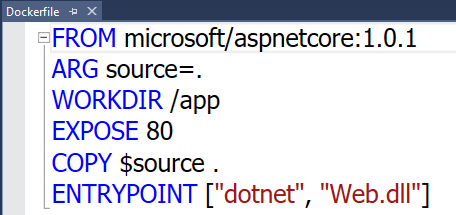 Dockerfile
FROM microsoft/aspnetcore:1.0.1
ARG source=.
WORKDIR /app
EXPOSE 80
COPY $source .
ENTRYPOINT ["dotnet", "Web.dll"]